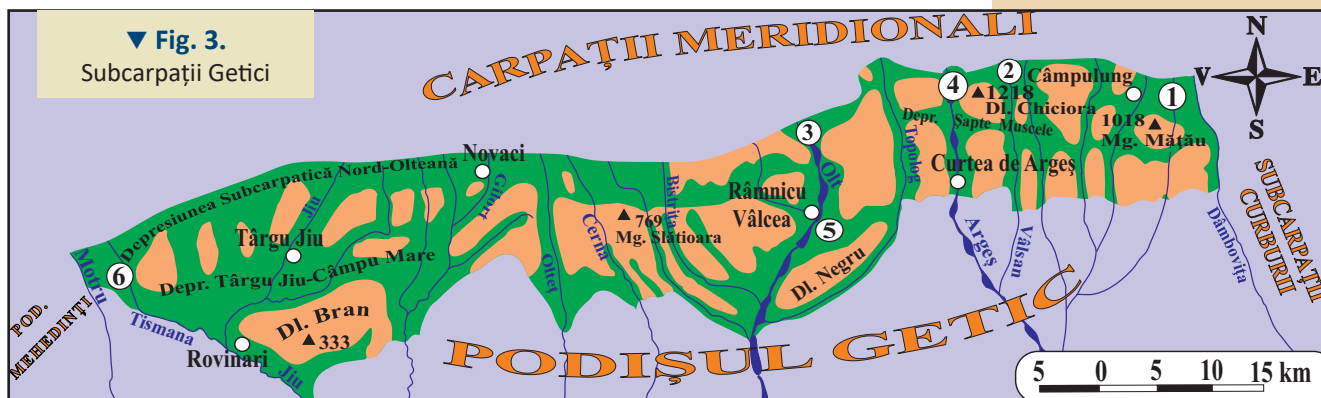 ▼ Fig. 3.
Subcarpații Getici
CARPAȚII MERIDIONALI
N
V E
S
4
2
Câmpulung
1
▲1218
Dl. Chiciora
1018 ▲
Mg. Mățău
Depr. Șapte Muscele
Topolog
Curtea de Argeș
3
Olt
Novaci
Depresiunea Subcarpatică Nord-Olteană
Jiu
Gilort
Bistrița
Râmnicu
Vâlcea
5
Cerna
▲ 769
Mg. Slătioara
Târgu Jiu
Olteț
Argeș
Vâlsan
Dâmbovița
SUBCARPAȚII
CURBURII
6
Motru
Depr. Târgu Jiu-Câmpu Mare
Dl. Negru
POD.
MEHEDINȚI
Tismana
Dl. Bran
▲ 333
Rovinari
Jiu
PODIȘUL GETIC
5 0 5 10 15 km